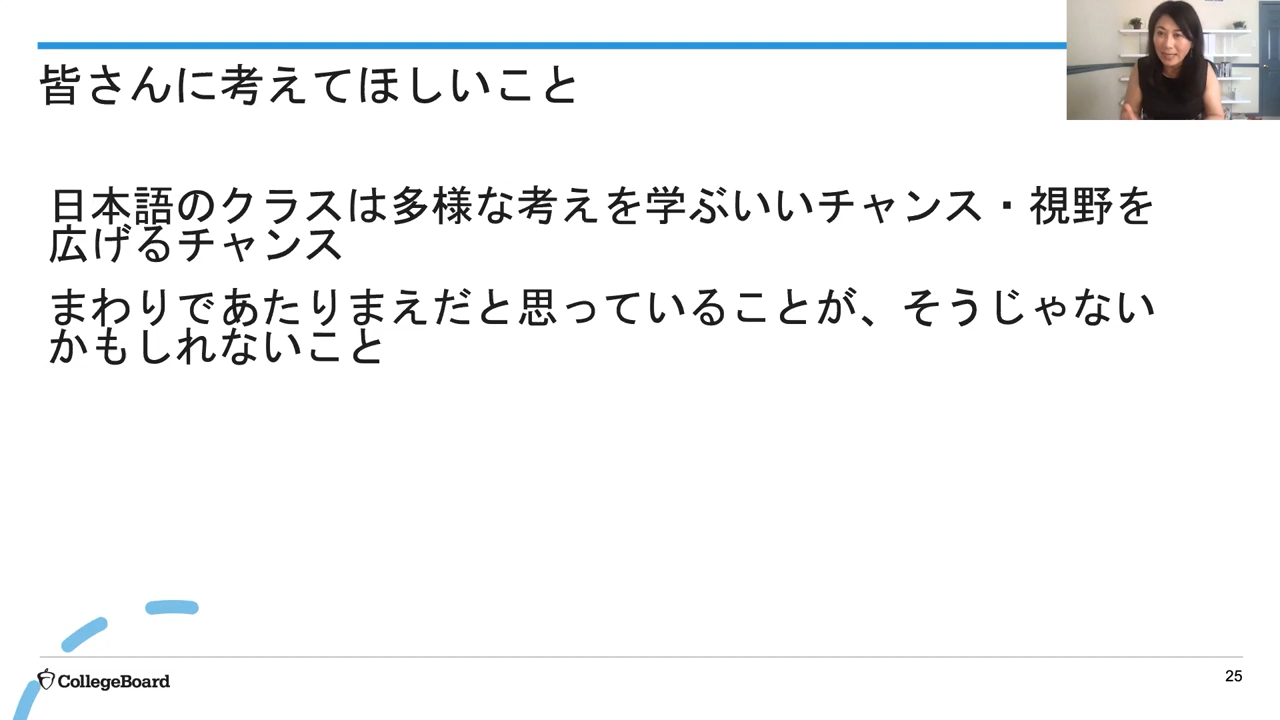 皆さんに考えてほしいこと
日本語のクラスは多様な考えを学ぶいいチャンス・視野を
広げるチャンス
まわりであたりまえだと思っていることが、そうじゃない
かもしれないこと
CollegeBoard
25